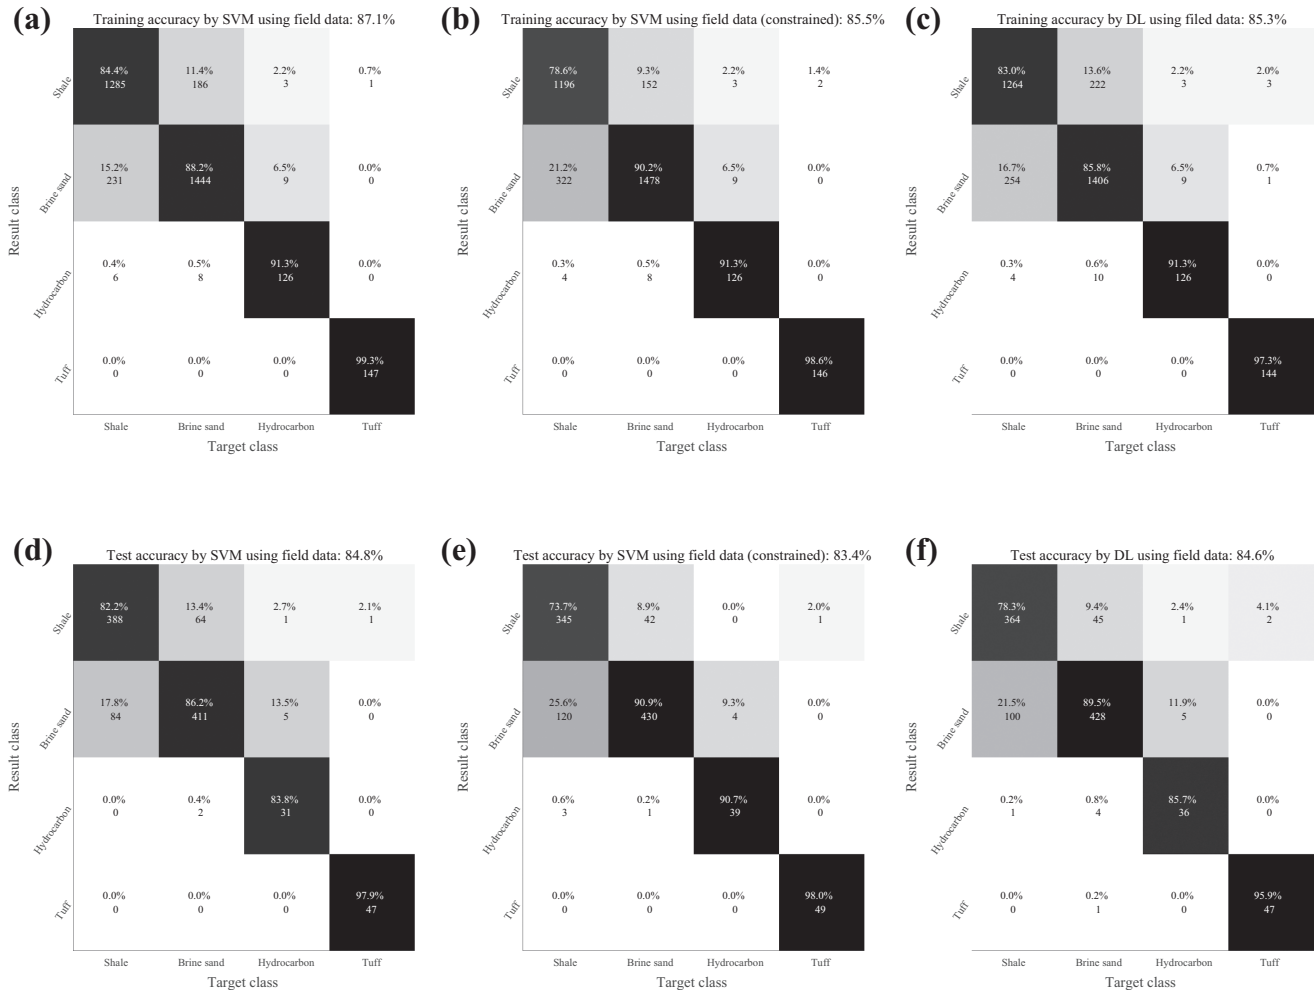 (a)
Training accuracy by SVM using field data: 87.1%
Result class
Shale
84.4% 11.4% 2.2% 0.7%
1285 186 3 1
Brine sand
15.2% 88.2% 6.5% 0.0%
231 1444 9 0
Hydrocarbon
0.4% 0.5% 91.3% 0.0%
6 8 126 0
Tuff
0.0% 0.0% 0.0% 99.3%
0 0 0 147
Shale Brine sand Hydrocarbon Tuff
Target class
(b)
Training accuracy by SVM using field data (constrained): 85.5%
Result class
Shale
78.6% 9.3% 2.2% 1.4%
1196 152 3 2
Brine sand
21.2% 90.2% 6.5% 0.0%
322 1478 9 0
Hydrocarbon
0.3% 0.5% 91.3% 0.0%
4 8 126 0
Tuff
0.0% 0.0% 0.0% 98.6%
0 0 0 146
Shale Brine sand Hydrocarbon Tuff
Target class
(c)
Training accuracy by DL using filed data: 85.3%
Result class
Shale
83.0% 13.6% 2.2% 2.0%
1264 222 3 3
Brine sand
16.7% 85.8% 6.5% 0.7%
254 1406 9 1
Hydrocarbon
0.3% 0.6% 91.3% 0.0%
4 10 126 0
Tuff
0.0% 0.0% 0.0% 97.3%
0 0 0 144
Shale Brine sand Hydrocarbon Tuff
Target class
(d)
Test accuracy by SVM using field data: 84.8%
Result class
Shale
82.2% 13.4% 2.7% 2.1%
388 64 1 1
Brine sand
17.8% 86.2% 13.5% 0.0%
84 411 5 0
Hydrocarbon
0.0% 0.4% 83.8% 0.0%
0 2 31 0
Tuff
0.0% 0.0% 0.0% 97.9%
0 0 0 47
Shale Brine sand Hydrocarbon Tuff
Target class
(e)
Test accuracy by SVM using field data (constrained): 83.4%
Result class
Shale
73.7% 8.9% 0.0% 2.0%
345 42 0 1
Brine sand
25.6% 90.9% 9.3% 0.0%
120 430 4 0
Hydrocarbon
0.6% 0.2% 90.7% 0.0%
3 1 39 0
Tuff
0.0% 0.0% 0.0% 98.0%
0 0 0 49
Shale Brine sand Hydrocarbon Tuff
Target class
(f)
Test accuracy by DL using field data: 84.6%
Result class
Shale
78.3% 9.4% 2.4% 4.1%
364 45 1 2
Brine sand
21.5% 89.5% 11.9% 0.0%
100 428 5 0
Hydrocarbon
0.2% 0.8% 85.7% 0.0%
1 4 36 0
Tuff
0.0% 0.2% 0.0% 95.9%
0 1 0 47
Shale Brine sand Hydrocarbon Tuff
Target class